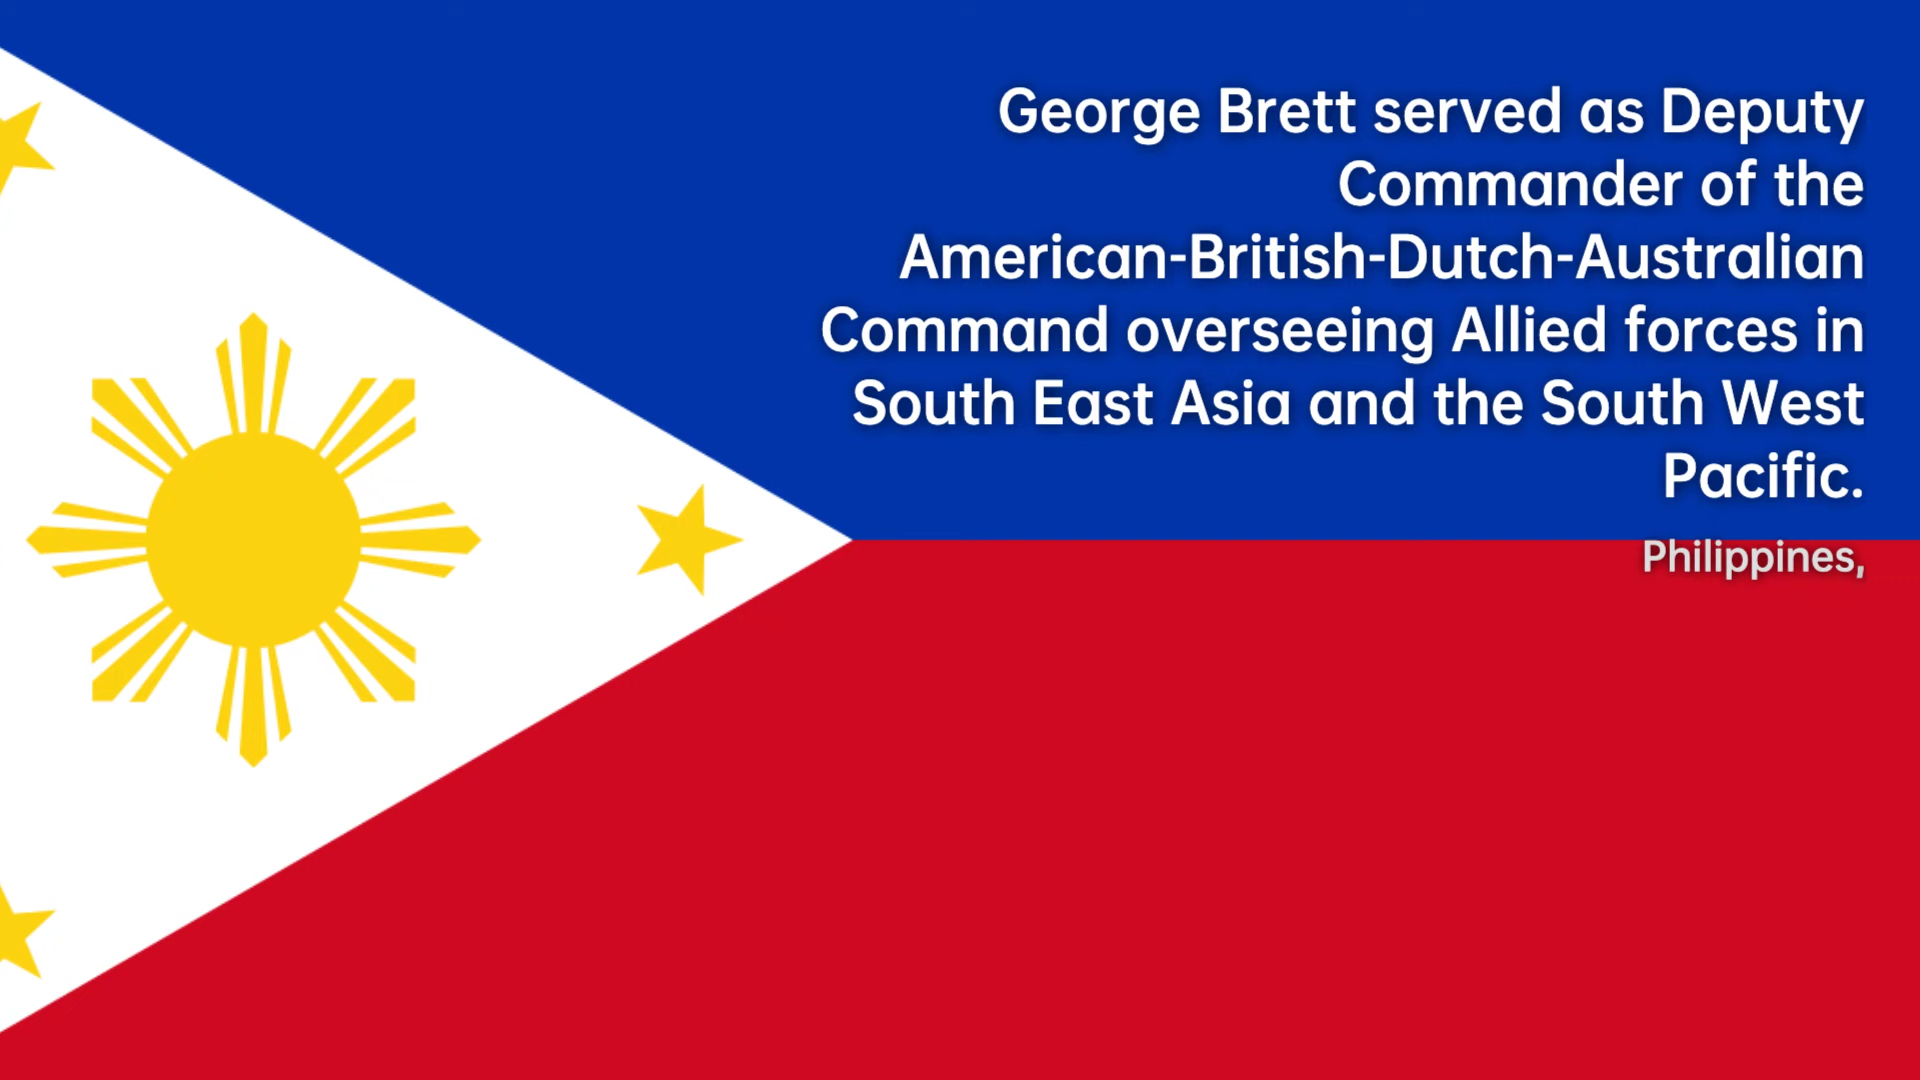 George Brett served as Deputy
Commander of the
American-British-Dutch-Australian
Command overseeing Allied forces in
South East Asia and the South West
Pacific.
Philippines,